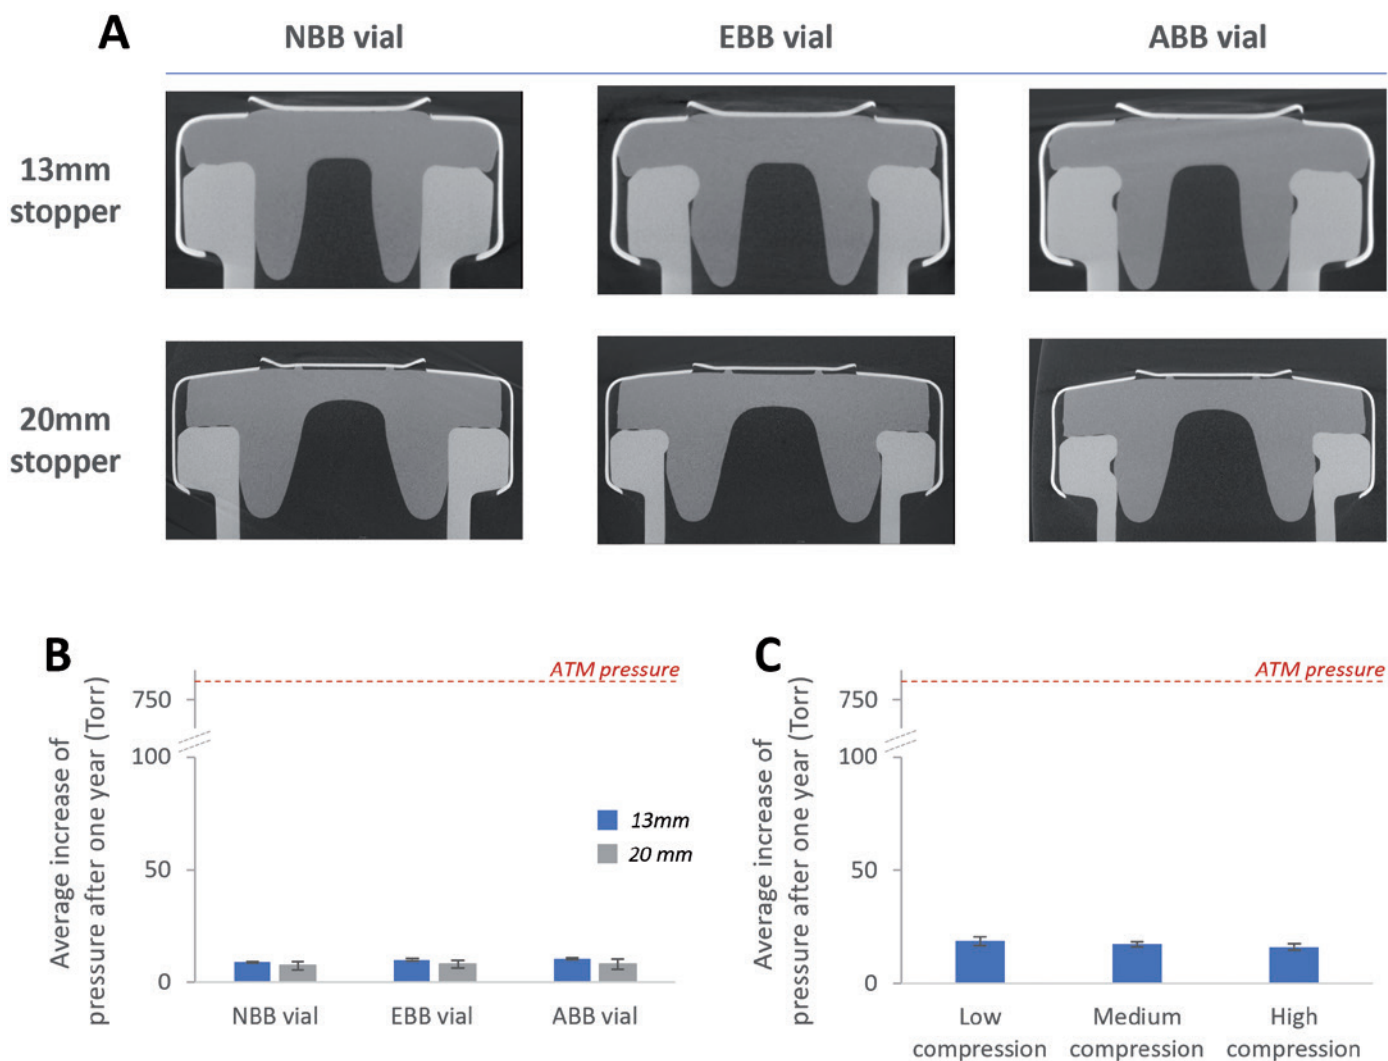 A
NBB vial
EBB vial
ABB vial
13mm
stopper
20mm
stopper
B
Average increase of
pressure after one year (Torr)
750
100
50
0
ATM pressure
13mm
20 mm
NBB vial
EBB vial
ABB vial
C
Average increase of
pressure after one year (Torr)
750
100
50
0
ATM pressure
Low
compression
Medium
compression
High
compression